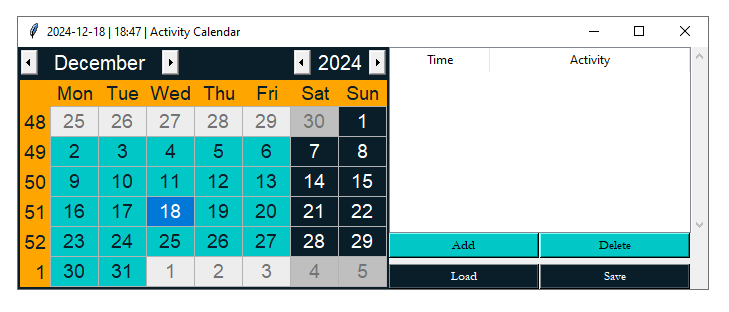 2024-12-18 | 18:47 | Activity Calendar
December 2024 Time Activity
Mon Tue Wed Thu Fri Sat Sun
48 25 26 27 28 29 30 1
49 2 3 4 5 6 7 8
50 9 10 11 12 13 14 15
51 16 17 18 19 20 21 22
52 23 24 25 26 27 28 29
1 30 31 1 2 3 4 5
Add Delete
Load Save